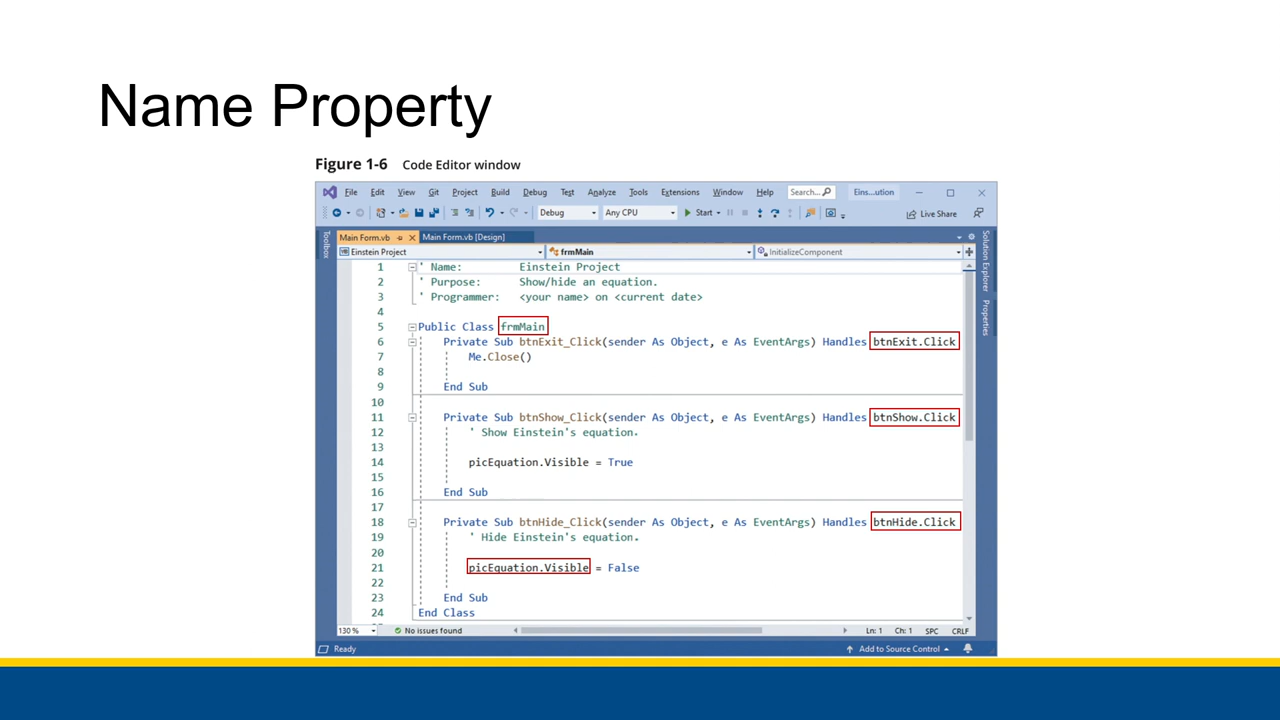 Name Property
Figure 1-6 Code Editor window
File Edit View Git Project Build Debug Test Analyze Tools Extensions Window Help Search... Eins...ution
Debug Any CPU Start Live Share
Toolbox
Main Form.vb Main Form.vb [Design]
Einstein Project frmMain InitializeComponent
Solution Explorer
Properties
1 ' Name: Einstein Project
2 ' Purpose: Show/hide an equation.
3 ' Programmer: <your name> on <current date>
4
5 Public Class frmMain
6 Private Sub btnExit_Click(sender As Object, e As EventArgs) Handles btnExit.Click
7 Me.Close()
8
9 End Sub
10
11 Private Sub btnShow_Click(sender As Object, e As EventArgs) Handles btnShow.Click
12 ' Show Einstein's equation.
13
14 picEquation.Visible = True
15
16 End Sub
17
18 Private Sub btnHide_Click(sender As Object, e As EventArgs) Handles btnHide.Click
19 ' Hide Einstein's equation.
20
21 picEquation.Visible = False
22
23 End Sub
24 End Class
130 % No issues found Ln: 1 Ch: 1 SPC CRLF
Ready Add to Source Control